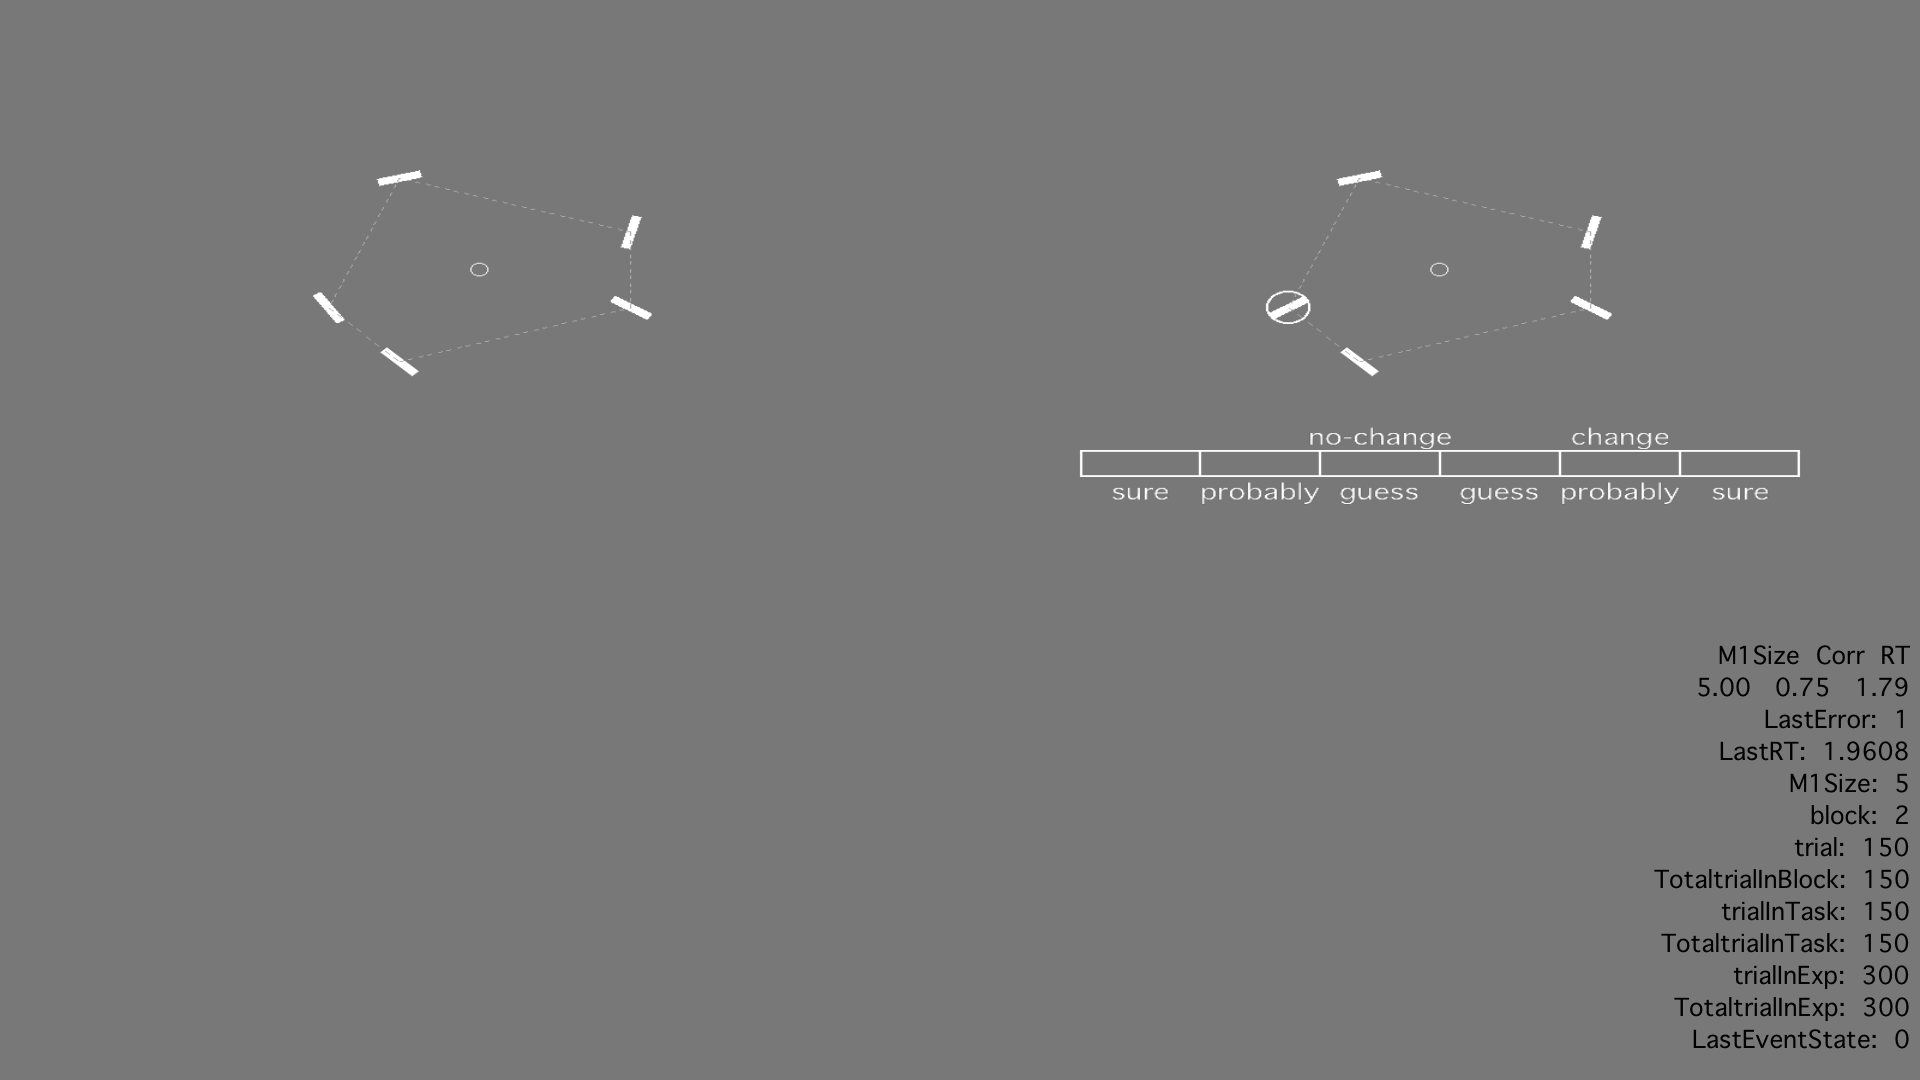 no-change change
sure probably guess guess probably sure
M1Size Corr RT
5.00 0.75 1.79
LastError: 1
LastRT: 1.9608
M1Size: 5
block: 2
trial: 150
TotaltrialInBlock: 150
trialInTask: 150
TotaltrialInTask: 150
trialInExp: 300
TotaltrialInExp: 300
LastEventState: 0